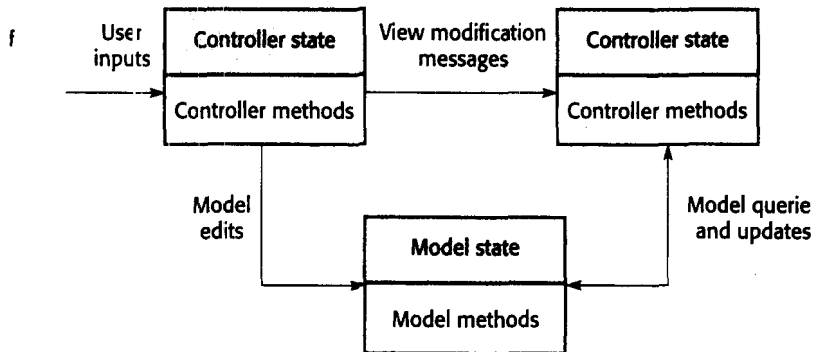 f
User
inputs
Controller state
Controller methods
View modification
messages
Controller state
Controller methods
Model
edits
Model state
Model methods
Model querie
and updates